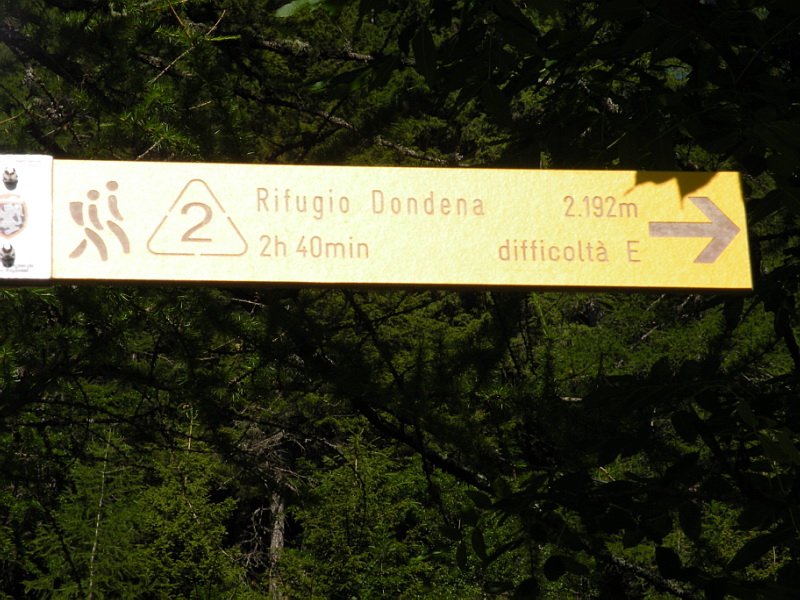 2
Rifugio Dondena 2.192m
2h 40min difficoltà E